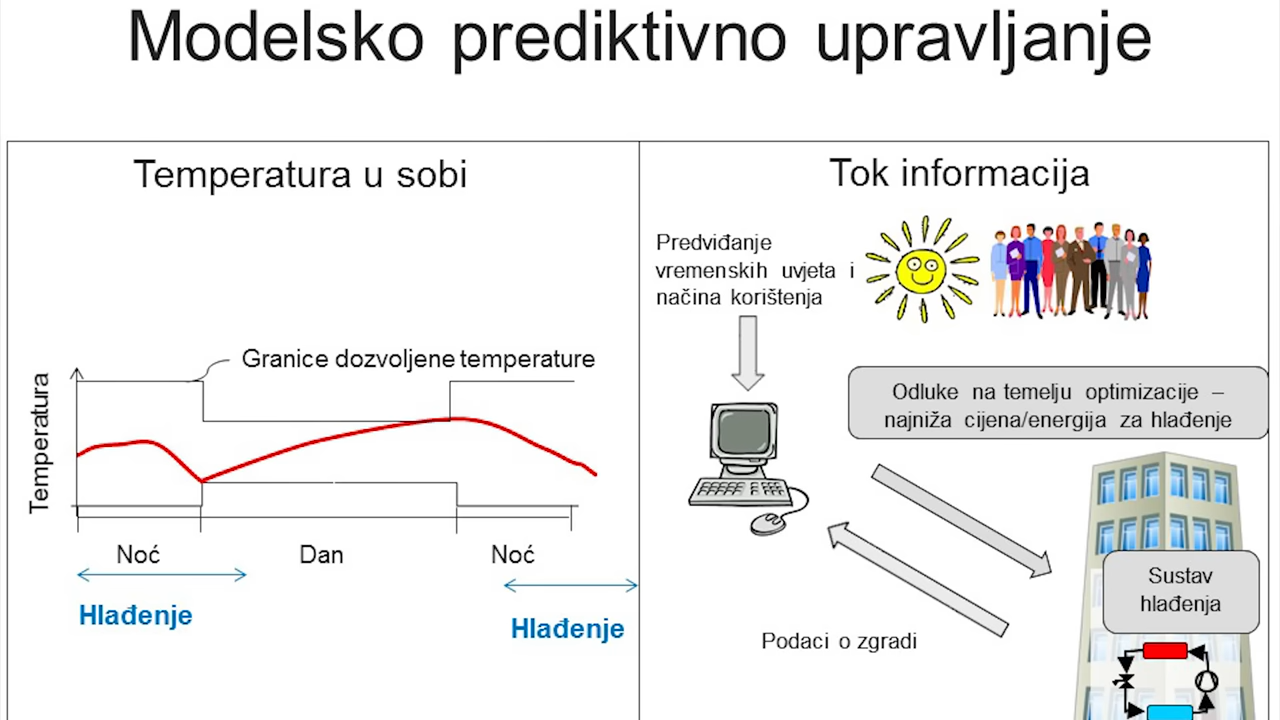 Modelsko prediktivno upravljanje
Temperatura u sobi
Granice dozvoljene temperature
Temperatura
Noć
Dan
Noć
Hlađenje
Hlađenje
Tok informacija
Predviđanje
vremenskih uvjeta i
načina korištenja
Odluke na temelju optimizacije –
najniža cijena/energija za hlađenje
Sustav
hlađenja
Podaci o zgradi